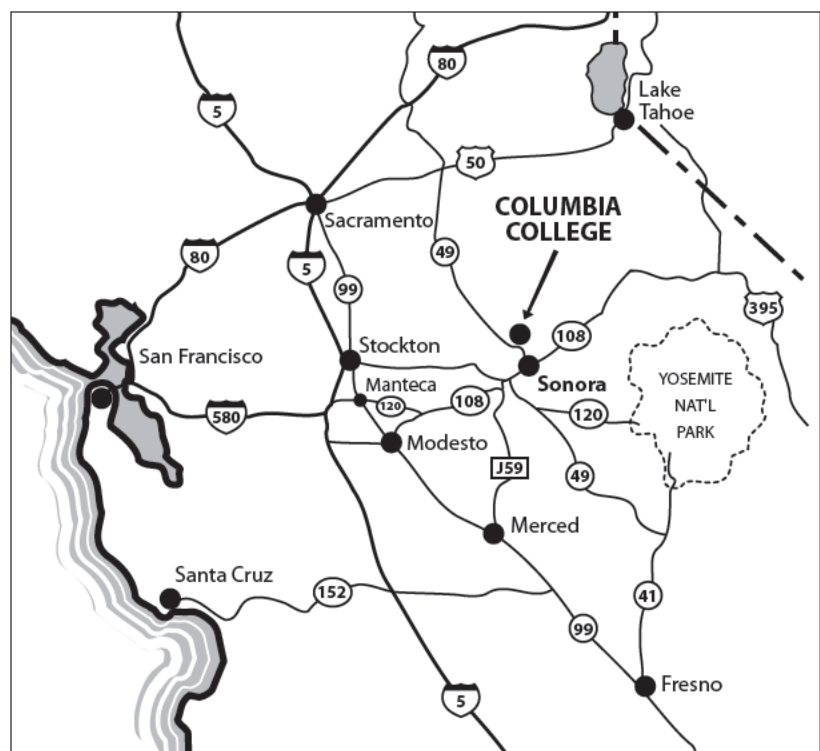 80
5
Lake
Tahoe
50
COLUMBIA
COLLEGE
Sacramento
49
80
5
99
395
108
San Francisco
Stockton
Sonora
YOSEMITE
NAT'L
PARK
Manteca
120
108
120
580
Modesto
J59
49
Merced
Santa Cruz
152
41
99
Fresno
5